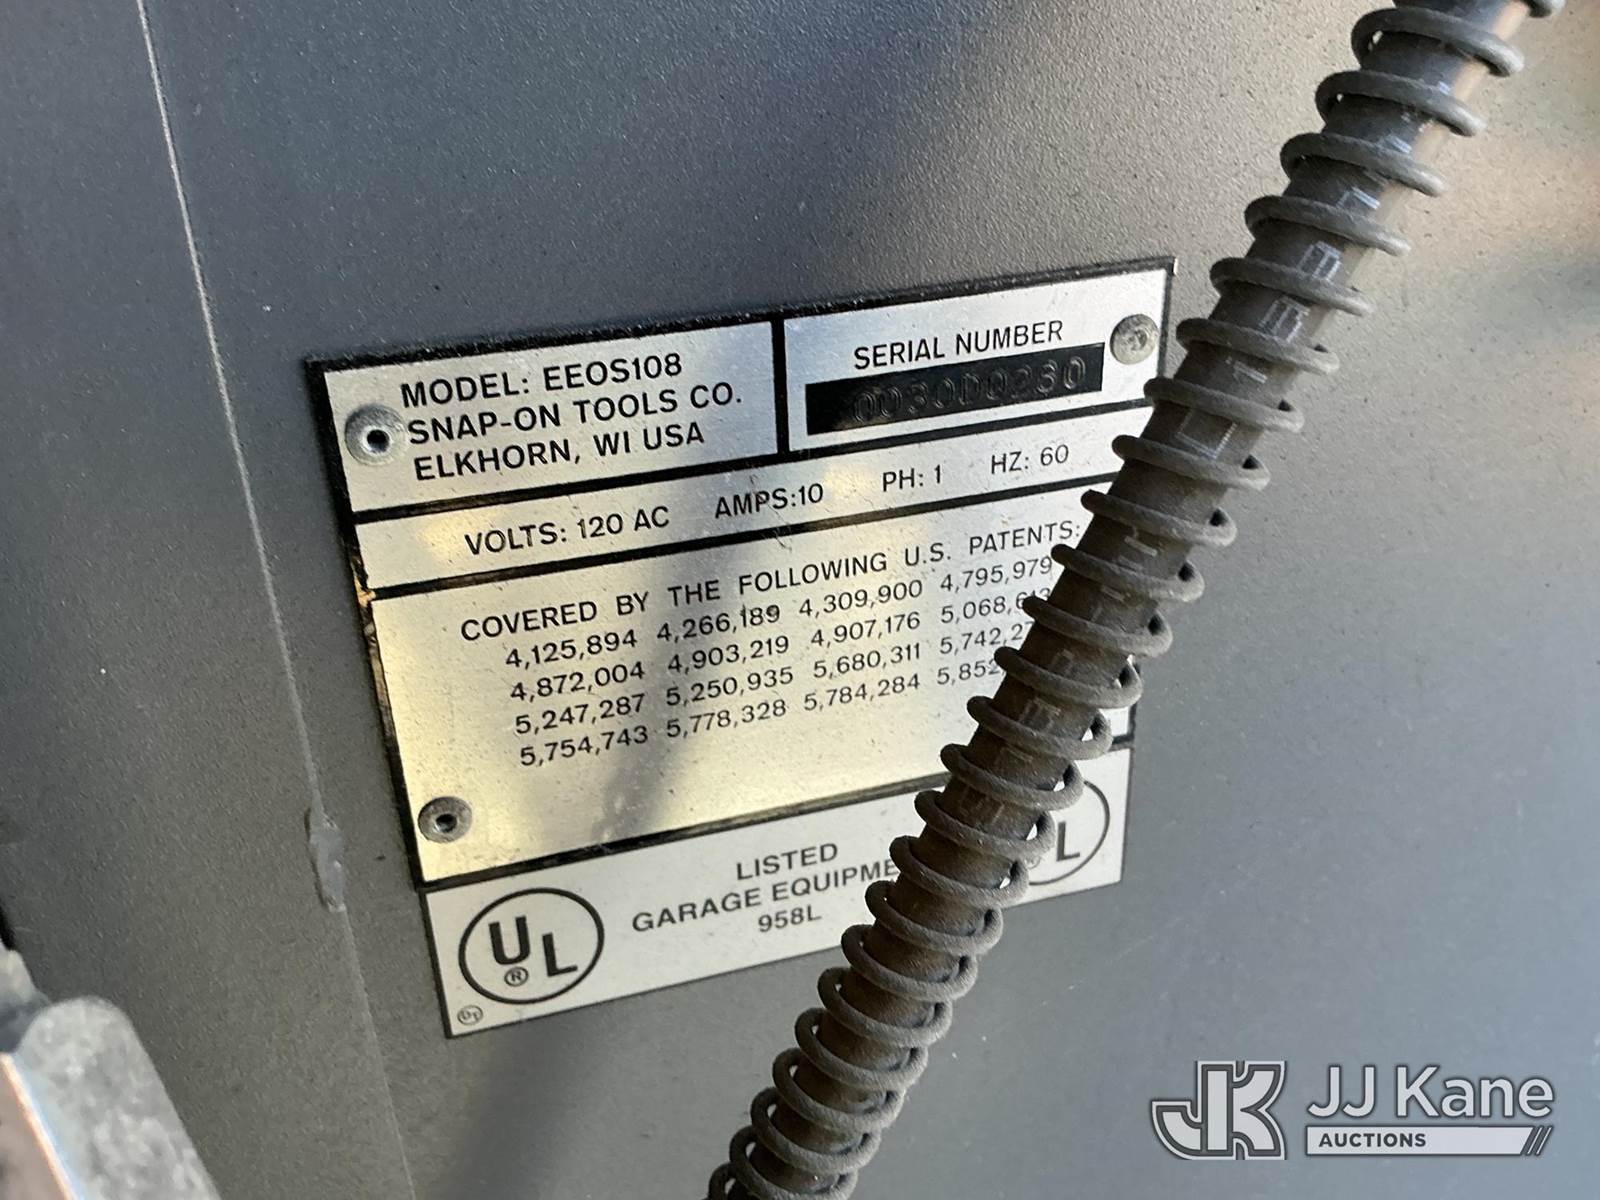 MODEL: EEOS108
SNAP-ON TOOLS CO.
ELKHORN, WI USA
SERIAL NUMBER
0030D0230
VOLTS: 120 AC AMPS:10 PH: 1 HZ: 60
COVERED BY THE FOLLOWING U.S. PATENTS:
4,125,894 4,266,189 4,309,900 4,795,979
4,872,004 4,903,219 4,907,176
5,247,287 5,250,935 5,680,311
5,754,743 5,778,328 5,784,284
LISTED
GARAGE
958L
UL
®
JK JJ Kane
AUCTIONS